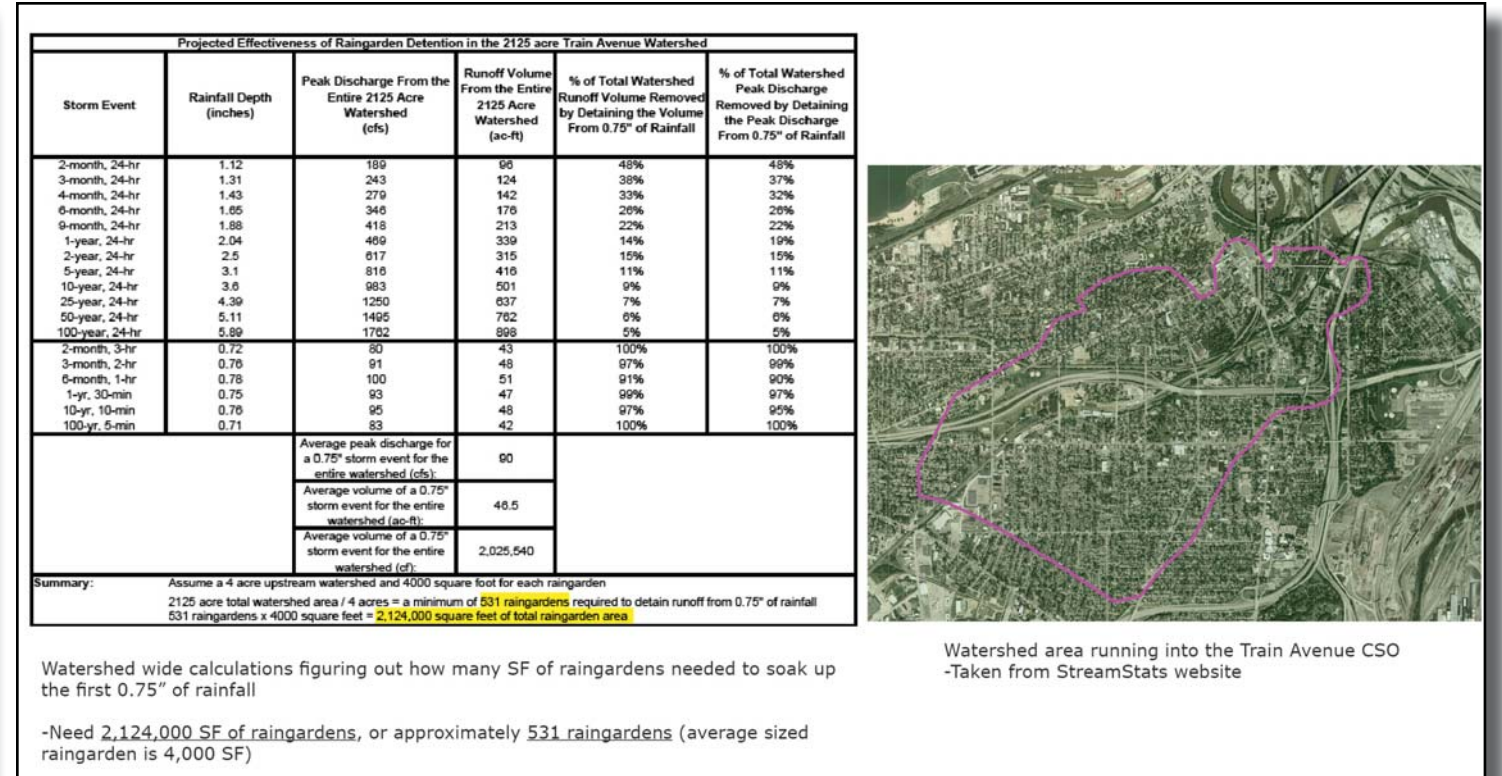 Projected Effectiveness of Raingarden Detention in the 2125 acre Train Avenue Watershed
Storm Event
Rainfall Depth
(inches)
Peak Discharge From the
Entire 2125 Acre
Watershed
(cfs)
Runoff Volume
From the Entire
2125 Acre
Watershed
(ac-ft)
% of Total Watershed
Runoff Volume Removed
by Detaining the Volume
From 0.75" of Rainfall
% of Total Watershed
Peak Discharge
Removed by Detaining
the Peak Discharge
From 0.75" of Rainfall
2-month, 24-hr 1.12 189 96 48% 48%
3-month, 24-hr 1.31 243 124 38% 37%
4-month, 24-hr 1.43 279 142 33% 32%
6-month, 24-hr 1.65 346 176 26% 26%
9-month, 24-hr 1.88 418 213 22% 22%
1-year, 24-hr 2.04 469 339 14% 19%
2-year, 24-hr 2.5 617 315 15% 15%
5-year, 24-hr 3.1 816 416 11% 11%
10-year, 24-hr 3.6 983 501 9% 9%
25-year, 24-hr 4.39 1250 637 7% 7%
50-year, 24-hr 5.11 1495 762 6% 6%
100-year, 24-hr 5.89 1762 898 5% 5%
2-month, 3-hr 0.72 80 43 100% 100%
3-month, 2-hr 0.76 91 48 97% 99%
6-month, 1-hr 0.78 100 51 91% 90%
1-yr, 30-min 0.75 93 47 99% 97%
10-yr, 10-min 0.76 95 48 97% 95%
100-yr, 5-min 0.71 83 42 100% 100%
Average peak discharge for
a 0.75" storm event for the
entire watershed (cfs):
90
Average volume of a 0.75"
storm event for the entire
watershed (ac-ft):
46.5
Average volume of a 0.75"
storm event for the entire
watershed (cf):
2,025,540
Summary: Assume a 4 acre upstream watershed and 4000 square foot for each raingarden
2125 acre total watershed area / 4 acres = a minimum of 531 raingardens required to detain runoff from 0.75" of rainfall
531 raingardens x 4000 square feet = 2,124,000 square feet of total raingarden area
Watershed wide calculations figuring out how many SF of raingardens needed to soak up
the first 0.75” of rainfall
-Need 2,124,000 SF of raingardens, or approximately 531 raingardens (average sized
raingarden is 4,000 SF)
Watershed area running into the Train Avenue CSO
-Taken from StreamStats website